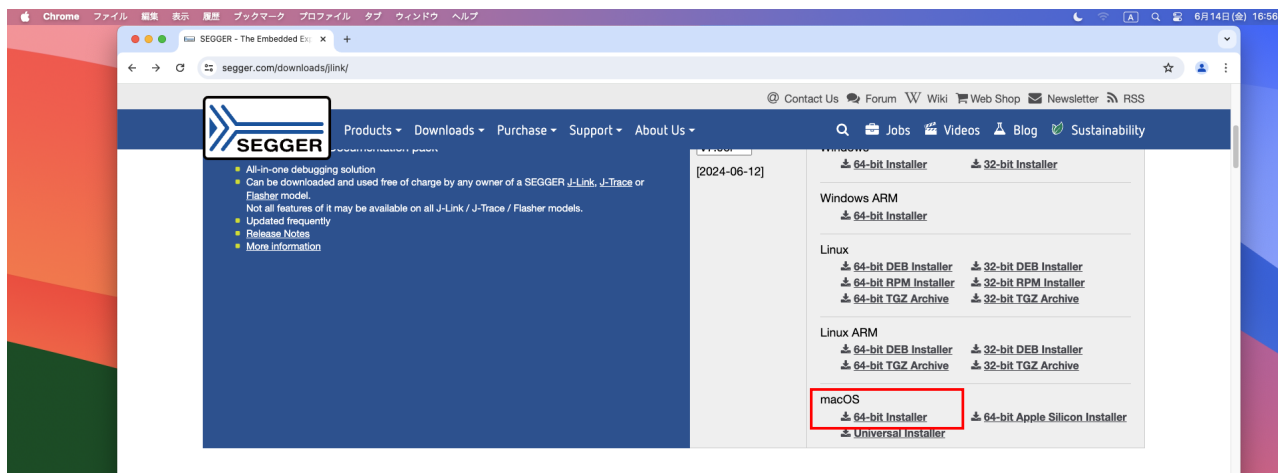 Chrome ファイル 編集 表示 履歴 ブックマーク プロファイル タブ ウィンドウ ヘルプ A 6月14日(金) 16:56
SEGGER - The Embedded Ex
segger.com/downloads/jlink/
@ Contact Us Forum W Wiki Web Shop Newsletter RSS
SEGGER
Products Downloads Purchase Support About Us Jobs Videos Blog Sustainability
All-in-one debugging solution
Can be downloaded and used free of charge by any owner of a SEGGER J-Link, J-Trace or
Flasher model.
Not all features of it may be available on all J-Link / J-Trace / Flasher models.
Updated frequently
Release Notes
More information
[2024-06-12]
64-bit Installer 32-bit Installer
Windows ARM
64-bit Installer
Linux
64-bit DEB Installer 32-bit DEB Installer
64-bit RPM Installer 32-bit RPM Installer
64-bit TGZ Archive 32-bit TGZ Archive
Linux ARM
64-bit DEB Installer 32-bit DEB Installer
64-bit TGZ Archive 32-bit TGZ Archive
macOS
64-bit Installer 64-bit Apple Silicon Installer
Universal Installer